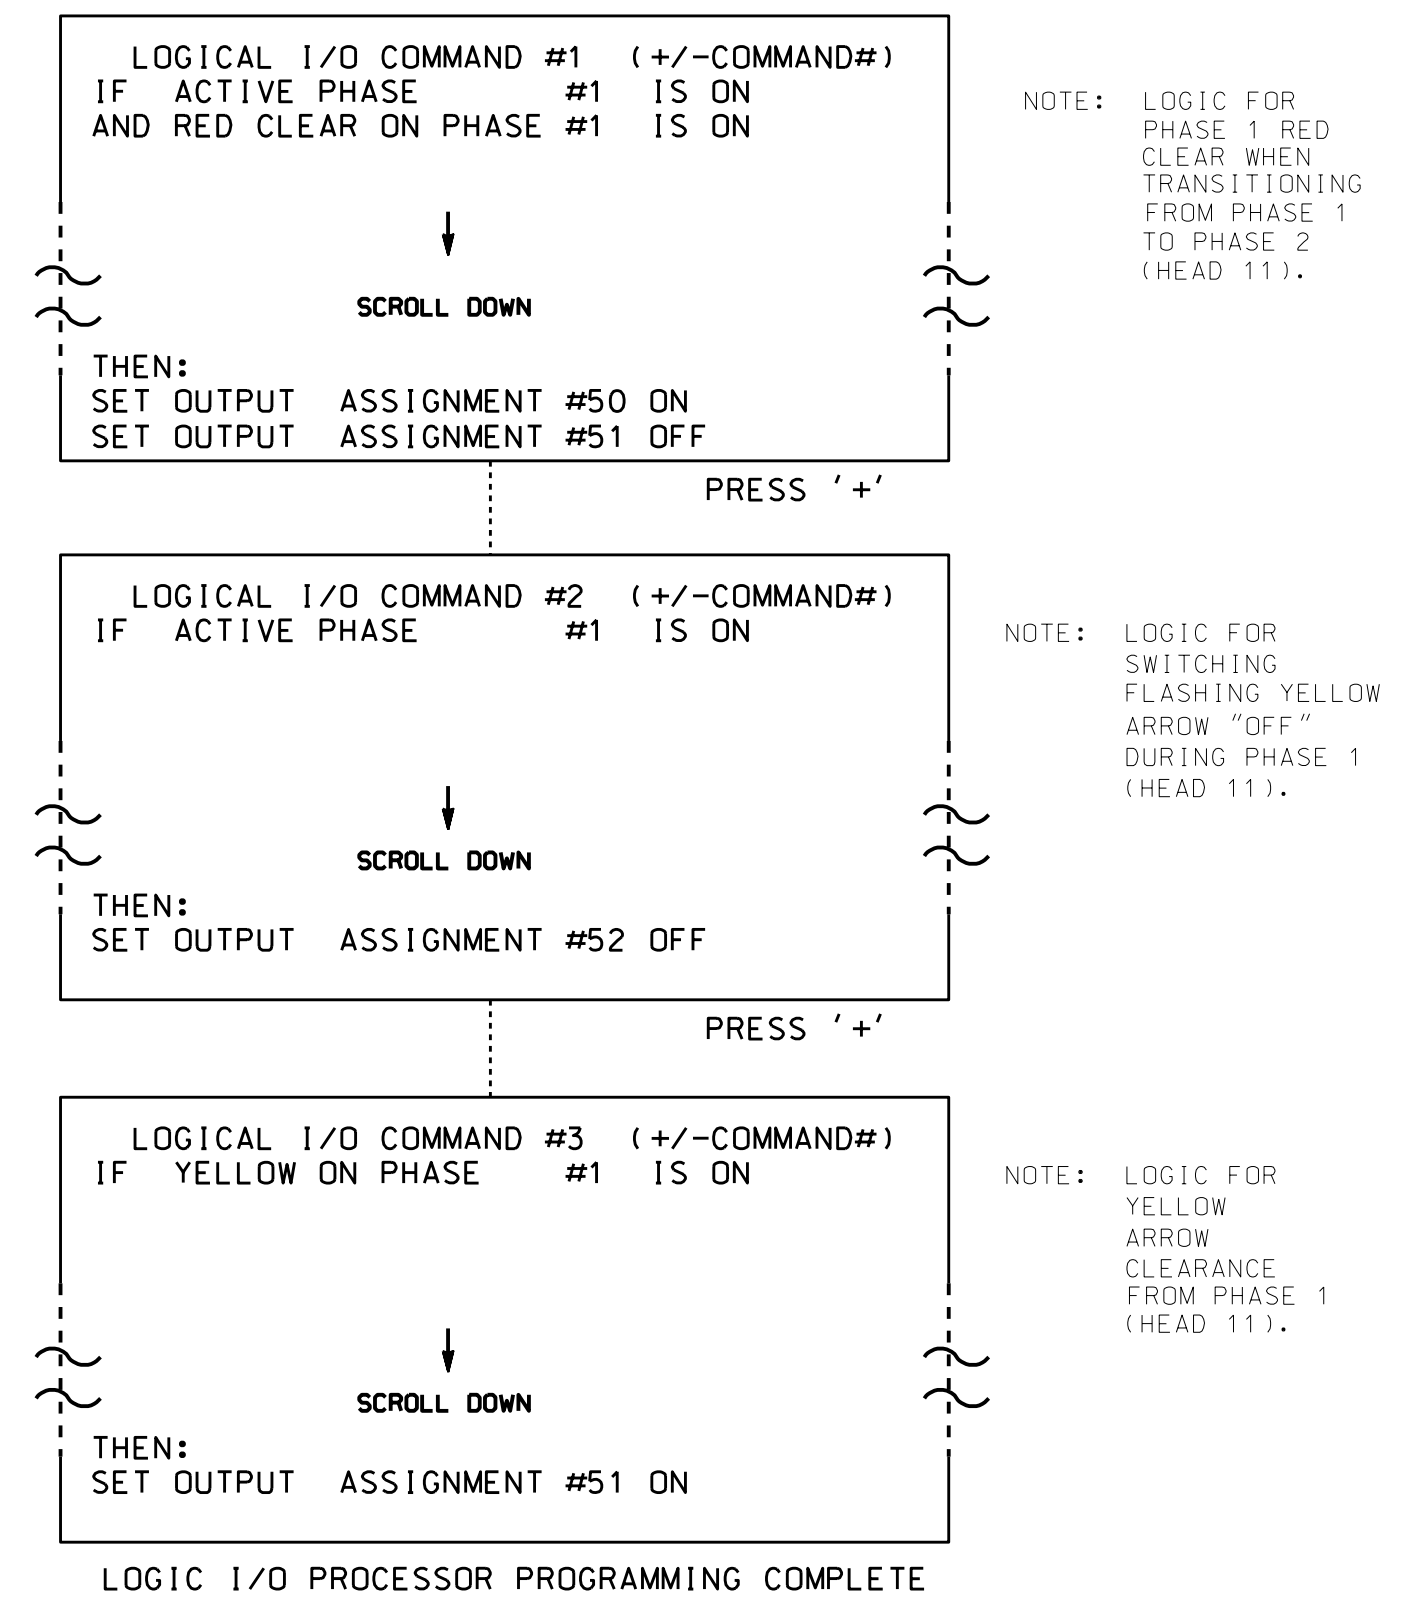 LOGICAL I/O COMMAND #1 (+/-COMMAND#)
IF ACTIVE PHASE #1 IS ON
AND RED CLEAR ON PHASE #1 IS ON
SCROLL DOWN
THEN:
SET OUTPUT ASSIGNMENT #50 ON
SET OUTPUT ASSIGNMENT #51 OFF
NOTE: LOGIC FOR
PHASE 1 RED
CLEAR WHEN
TRANSITIONING
FROM PHASE 1
TO PHASE 2
(HEAD 11).
PRESS '+'
LOGICAL I/O COMMAND #2 (+/-COMMAND#)
IF ACTIVE PHASE #1 IS ON
SCROLL DOWN
THEN:
SET OUTPUT ASSIGNMENT #52 OFF
NOTE: LOGIC FOR
SWITCHING
FLASHING YELLOW
ARROW "OFF"
DURING PHASE 1
(HEAD 11).
PRESS '+'
LOGICAL I/O COMMAND #3 (+/-COMMAND#)
IF YELLOW ON PHASE #1 IS ON
SCROLL DOWN
THEN:
SET OUTPUT ASSIGNMENT #51 ON
NOTE: LOGIC FOR
YELLOW
ARROW
CLEARANCE
FROM PHASE 1
(HEAD 11).
LOGIC I/O PROCESSOR PROGRAMMING COMPLETE